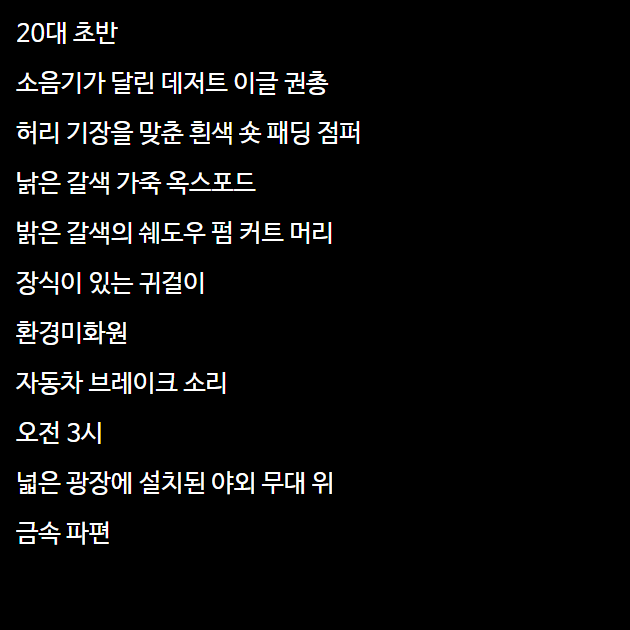 20대 초반
소음기가 달린 데저트 이글 권총
허리 기장을 맞춘 흰색 숏 패딩 점퍼
낡은 갈색 가죽 옥스포드
밝은 갈색의 쉐도우 펌 커트 머리
장식이 있는 귀걸이
환경미화원
자동차 브레이크 소리
오전 3시
넓은 광장에 설치된 야외 무대 위
금속 파편